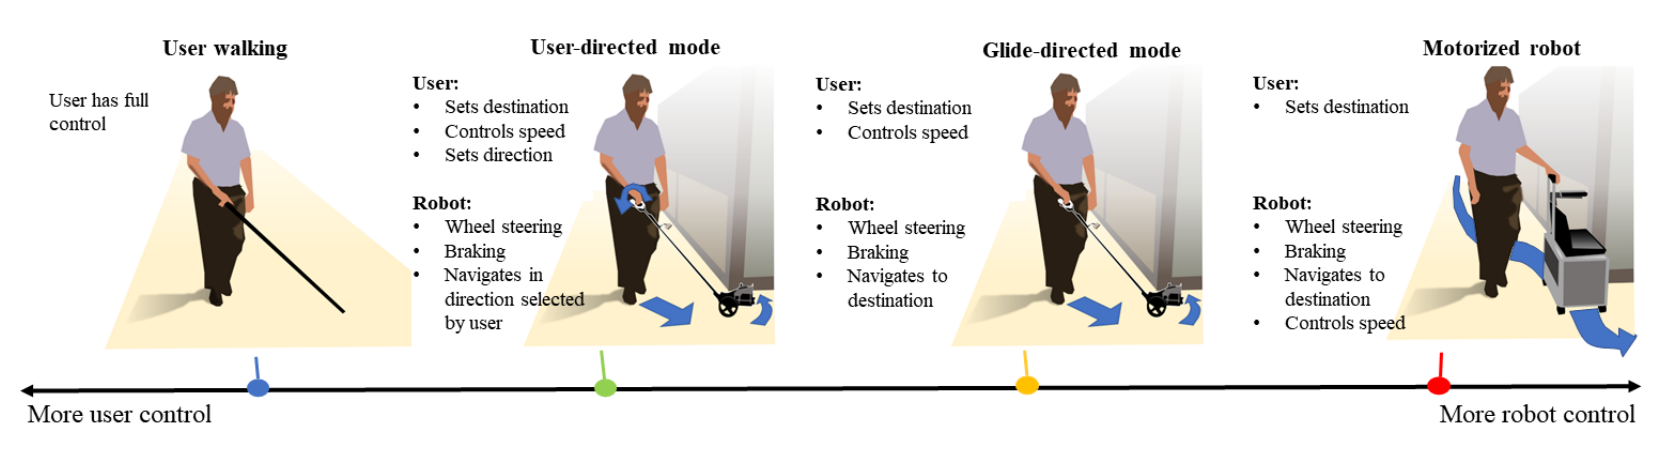 User walking
User has full
control
User-directed mode
User:
• Sets destination
• Controls speed
• Sets direction
Robot:
• Wheel steering
• Braking
• Navigates in
direction selected
by user
Glide-directed mode
User:
• Sets destination
• Controls speed
Robot:
• Wheel steering
• Braking
• Navigates to
destination
Motorized robot
User:
• Sets destination
Robot:
• Wheel steering
• Braking
• Navigates to
destination
• Controls speed
More user control
More robot control